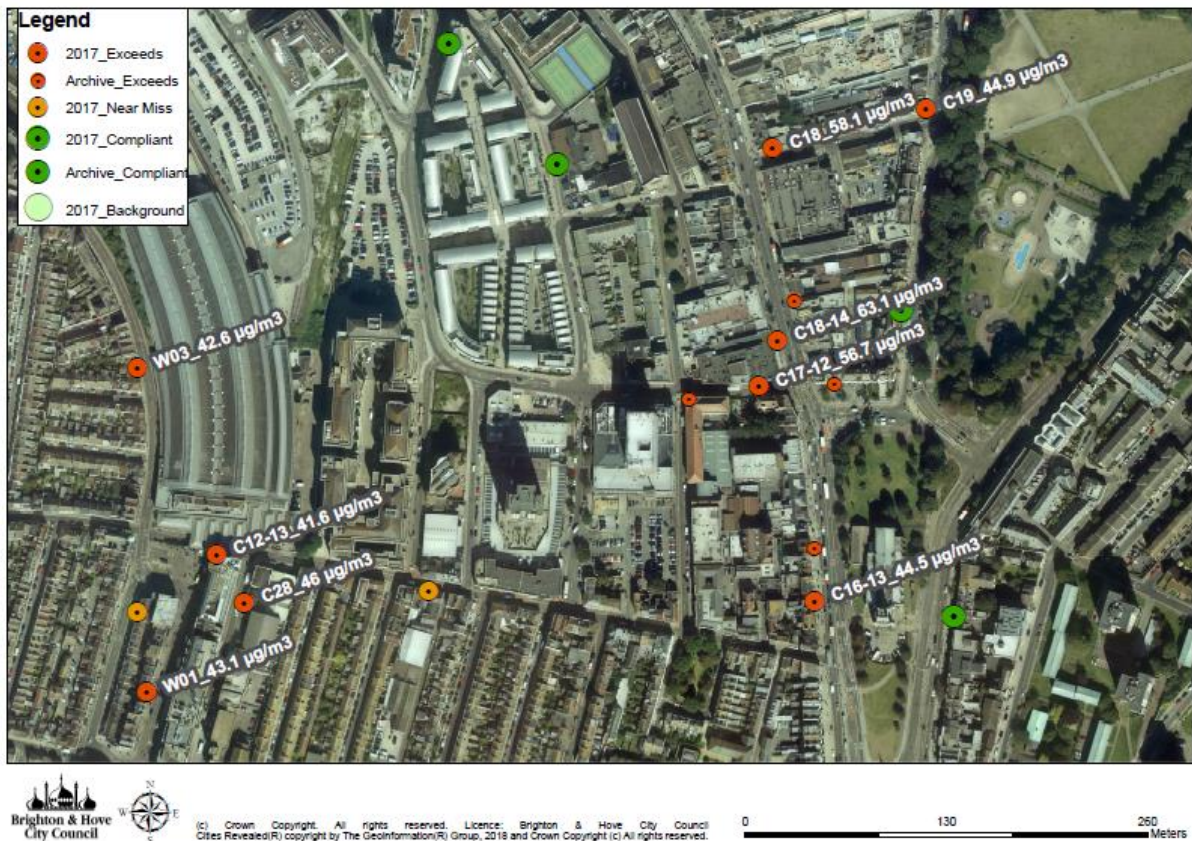 Legend
2017_Exceeds
Archive_Exceeds
2017_Near Miss
2017_Compliant
Archive_Compliant
2017_Background
C19_44.9 µg/m3
C18_58.1 µg/m3
C18-14_63.1 µg/m3
W03_42.6 µg/m3
C17-12_56.7 µg/m3
C12-13_41.6 µg/m3
C28_46 µg/m3
C16-13_44.5 µg/m3
W01_43.1 µg/m3
Brighton & Hove
City Council
N
W E
S
(c) Crown Copyright. All rights reserved. Licence: Brighton & Hove City Council
Cities Revealed(R) copyright by The GeoInformation(R) Group, 2018 and Crown Copyright (c) All rights reserved.
0 130 260
Meters